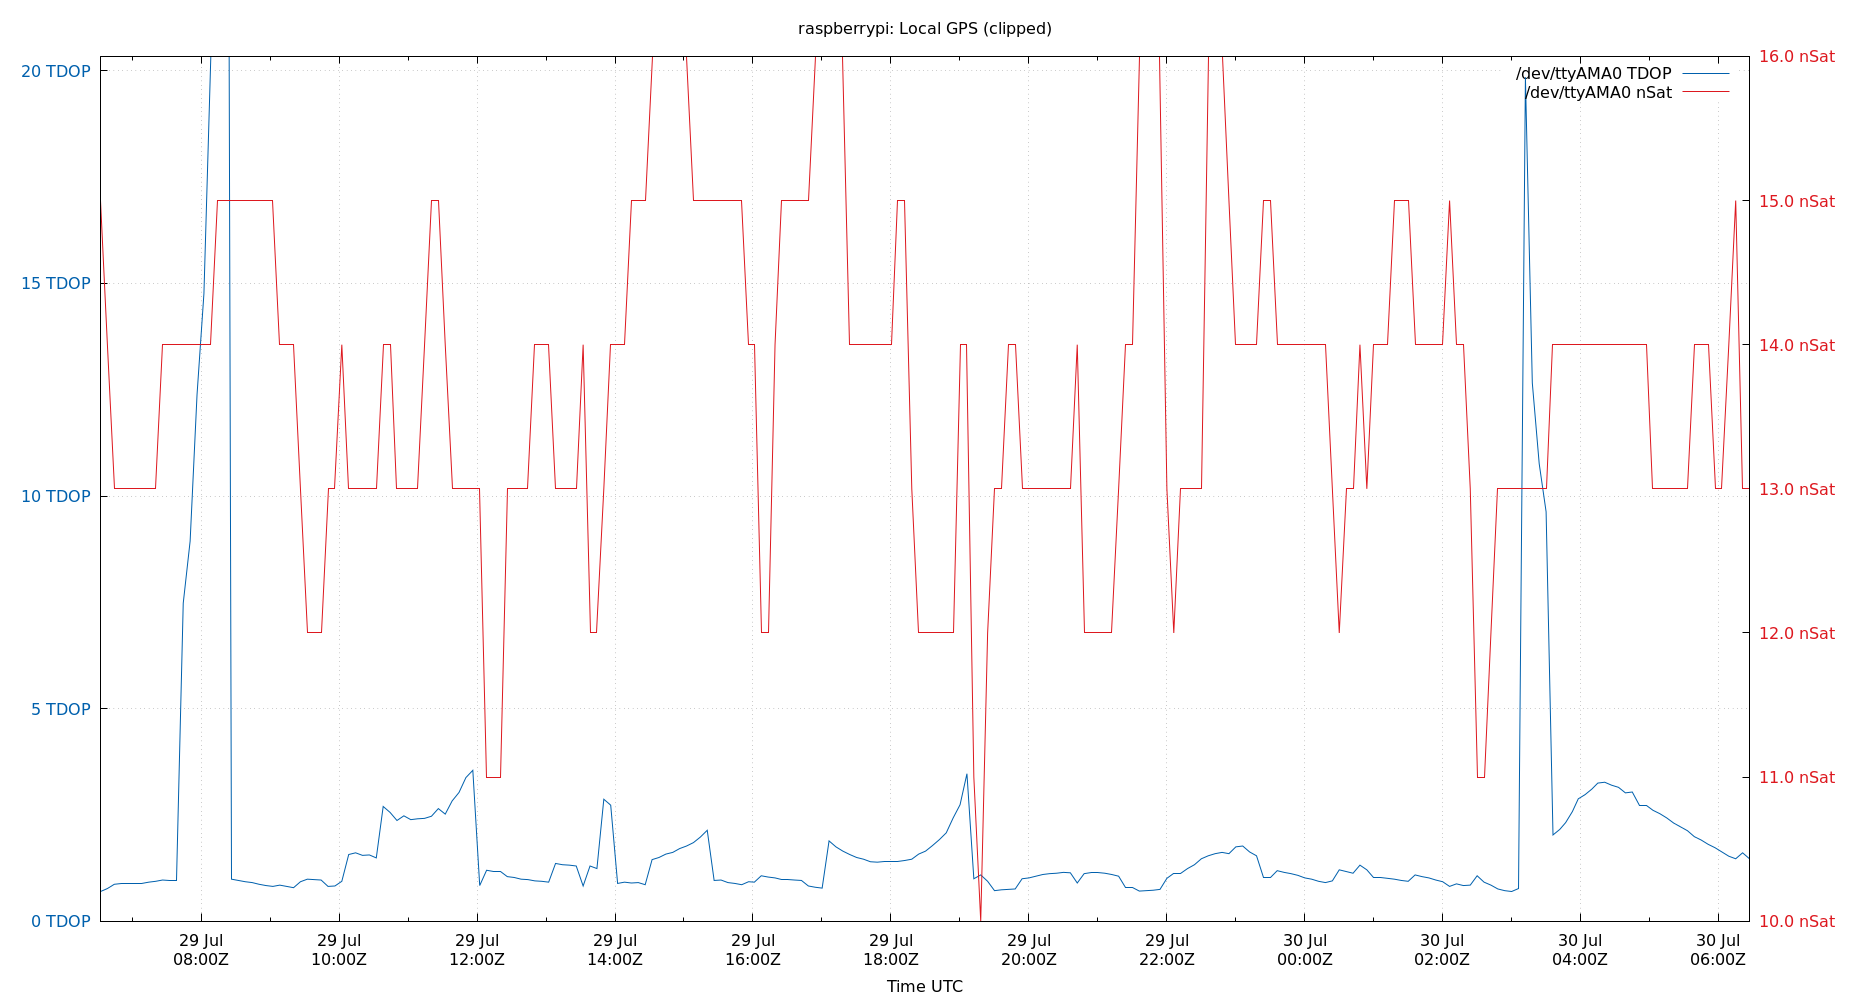 raspberrypi: Local GPS (clipped)
20 TDOP
15 TDOP
10 TDOP
5 TDOP
0 TDOP
16.0 nSat
15.0 nSat
14.0 nSat
13.0 nSat
12.0 nSat
11.0 nSat
10.0 nSat
/dev/ttyAMA0 TDOP
/dev/ttyAMA0 nSat
29 Jul 29 Jul 29 Jul 29 Jul 29 Jul 29 Jul 29 Jul 29 Jul 30 Jul 30 Jul 30 Jul 30 Jul
08:00Z 10:00Z 12:00Z 14:00Z 16:00Z 18:00Z 20:00Z 22:00Z 00:00Z 02:00Z 04:00Z 06:00Z
Time UTC